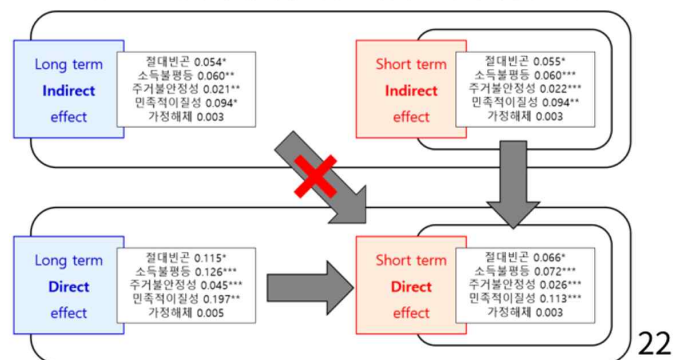 Long term
Indirect
effect
절대빈곤 0.054*
소득불평등 0.060**
주거불안정성 0.021**
민족적이질성 0.094*
가정해체 0.003
Short term
Indirect
effect
절대빈곤 0.055*
소득불평등 0.060***
주거불안정성 0.022***
민족적이질성 0.094**
가정해체 0.003
Long term
Direct
effect
절대빈곤 0.115*
소득불평등 0.126***
주거불안정성 0.045***
민족적이질성 0.197**
가정해체 0.005
Short term
Direct
effect
절대빈곤 0.066*
소득불평등 0.072***
주거불안정성 0.026***
민족적이질성 0.113***
가정해체 0.003
22